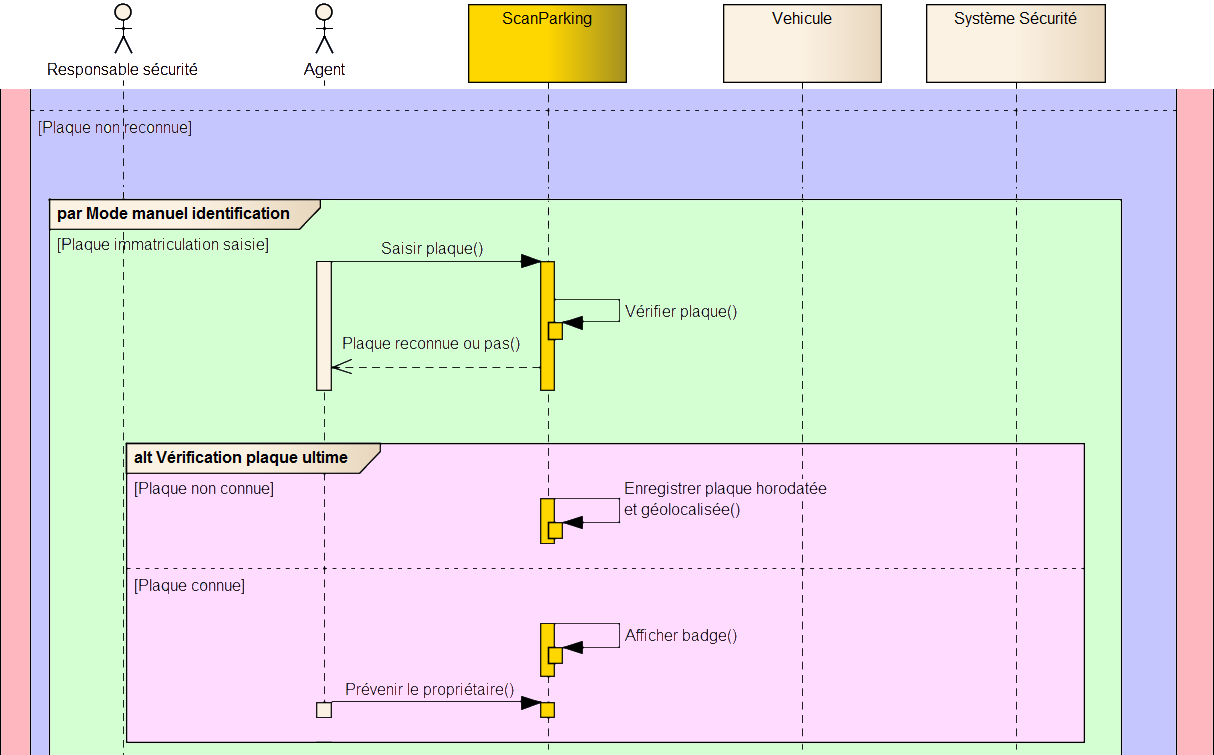 Responsable sécurité
Agent
ScanParking
Vehicule
Système Sécurité
[Plaque non reconnue]
par Mode manuel identification
[Plaque immatriculation saisie]
Saisir plaque()
Vérifier plaque()
Plaque reconnue ou pas()
alt Vérification plaque ultime
[Plaque non connue]
Enregistrer plaque horodatée
et géolocalisée()
[Plaque connue]
Afficher badge()
Prévenir le propriétaire()